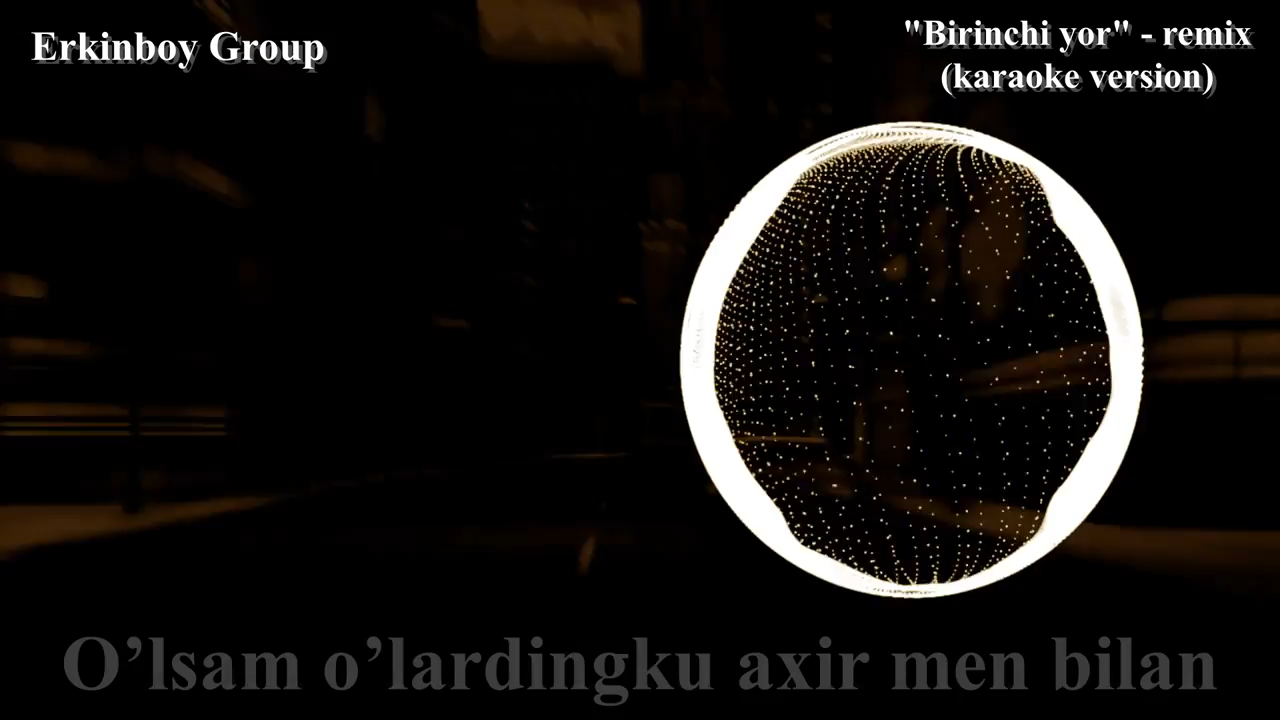 Erkinboy Group
"Birinchi yor" - remix
(karaoke version)
O’lsam o’lardingku axir men bilan